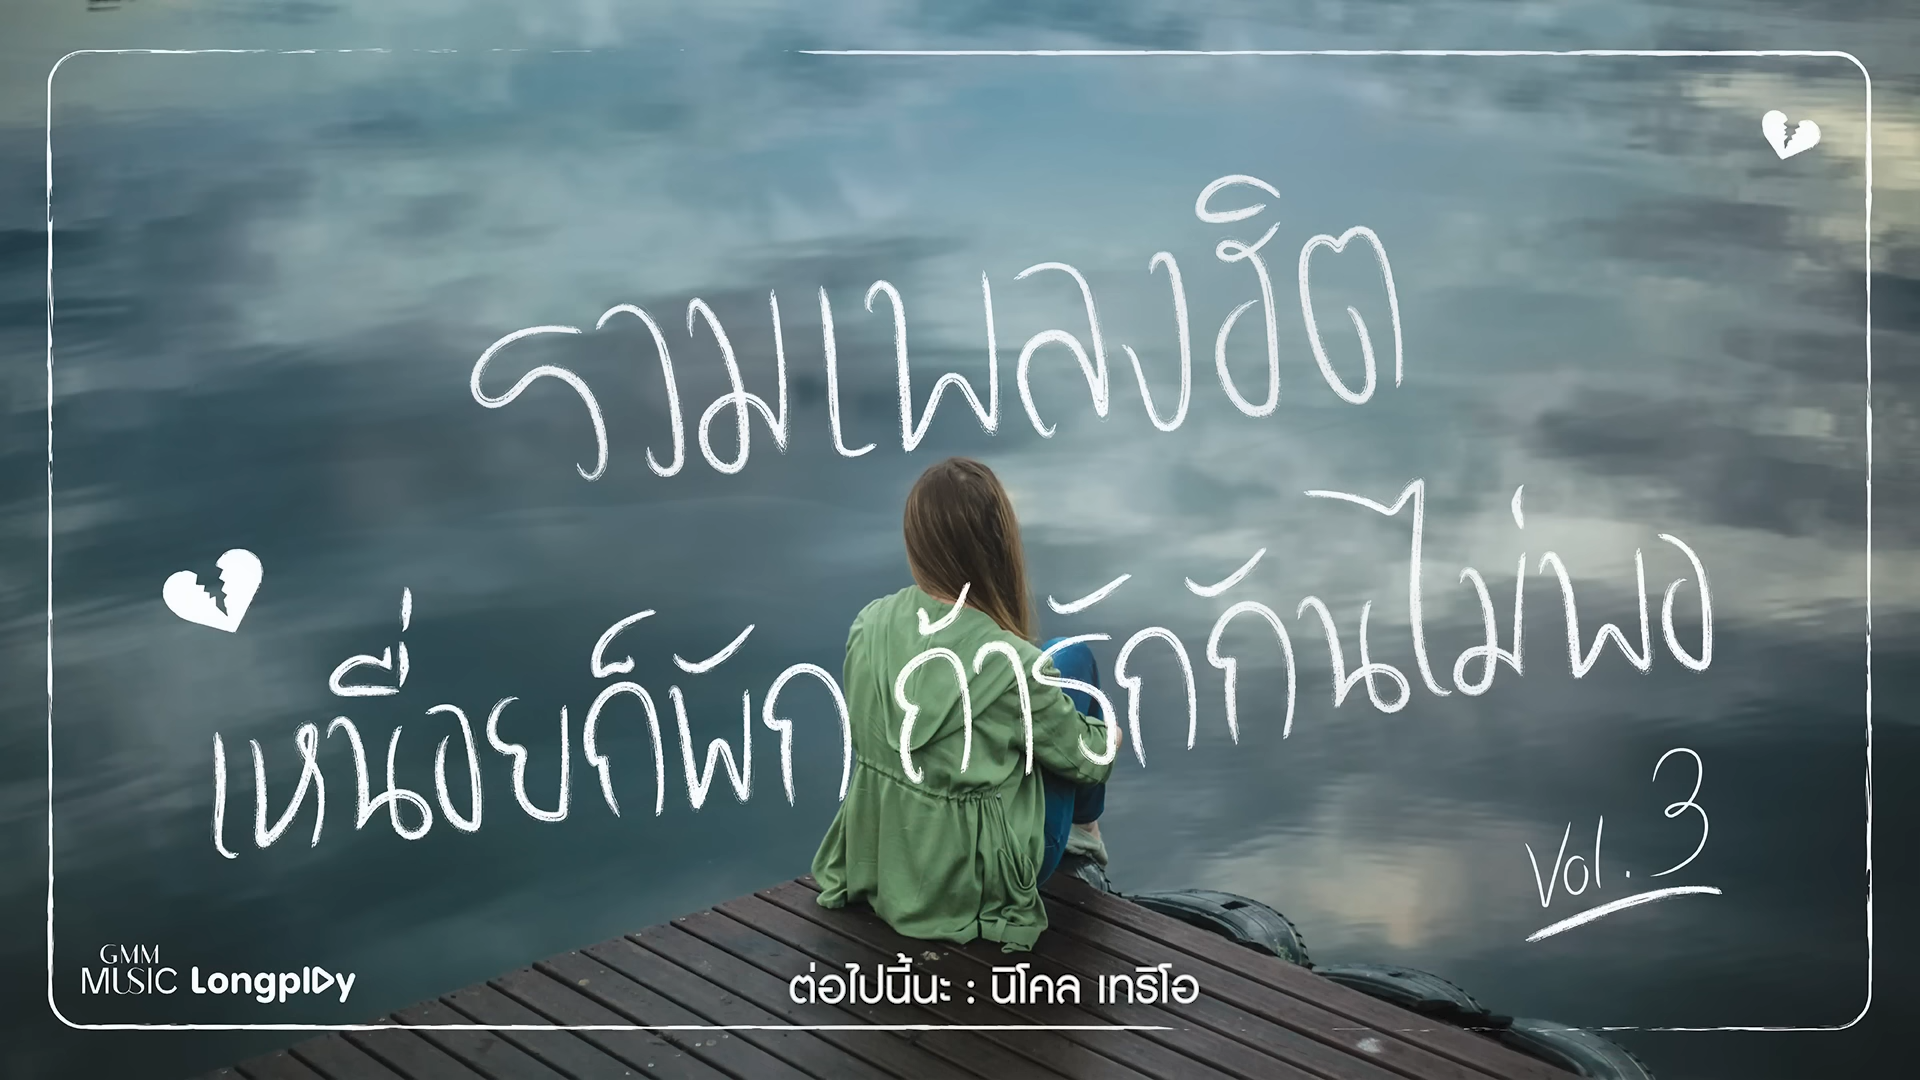 รวมเพลงฮิต
เหนื่อยก็พัก ถ้ารักกันไม่พอ
Vol. 3
GMM
MUSIC Longplay
ต่อไปนี้นะ : นิโคล เทริโอ